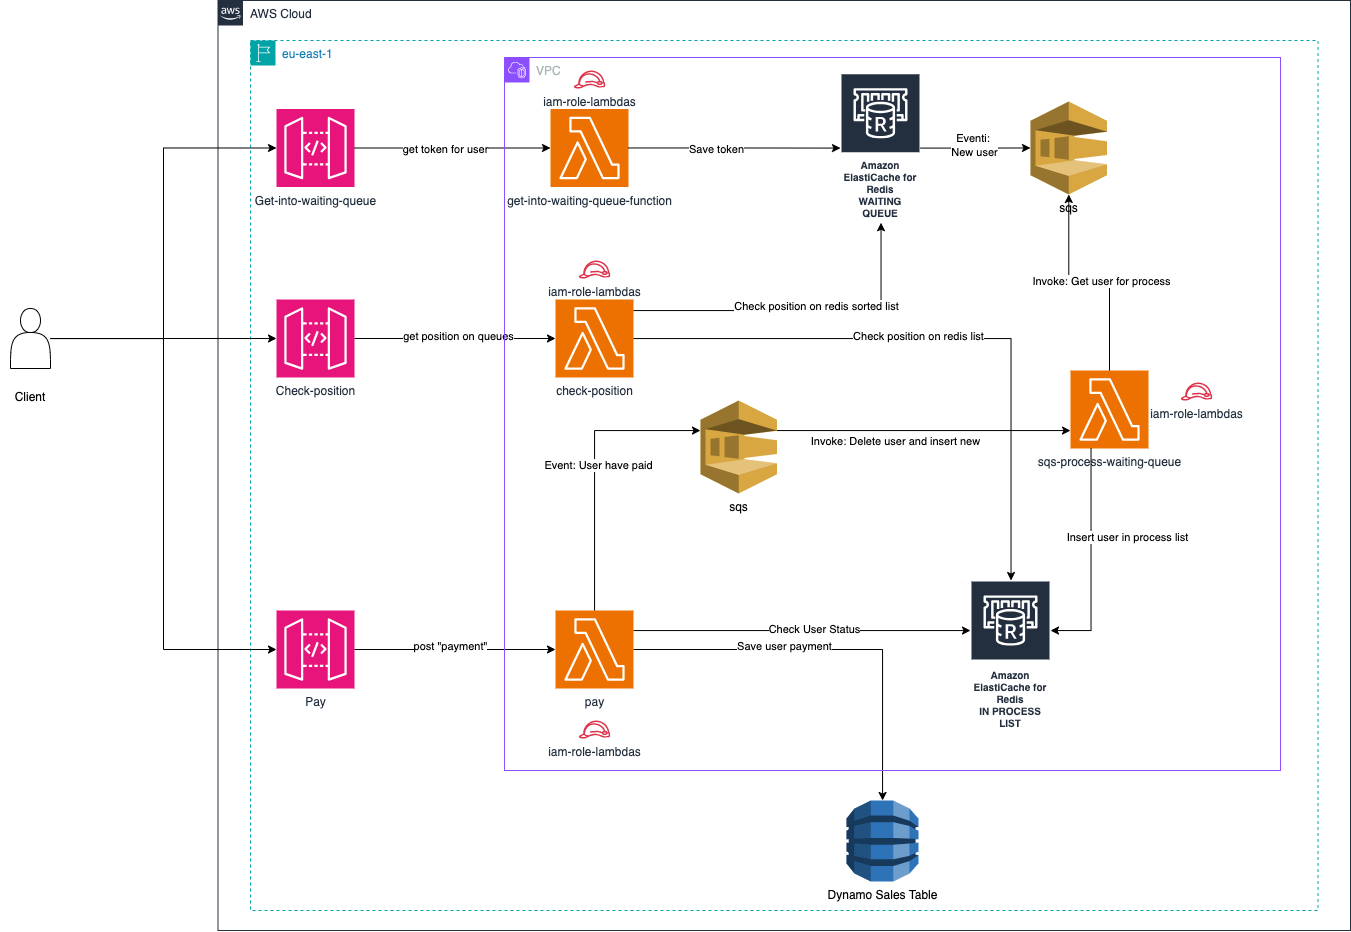 aws
AWS Cloud
eu-east-1
VPC
iam-role-lambdas
get token for user
Save token
Eventi:
New user
Get-into-waiting-queue
get-into-waiting-queue-function
R
Amazon
ElastiCache for
Redis
WAITING
QUEUE
sqs
iam-role-lambdas
Invoke: Get user for process
Check position on redis sorted list
get position on queues
Check position on redis list
Client
Check-position
check-position
iam-role-lambdas
Invoke: Delete user and insert new
Event: User have paid
sqs-process-waiting-queue
sqs
Insert user in process list
Check User Status
post "payment"
Save user payment
R
Pay
pay
Amazon
ElastiCache for
Redis
IN PROCESS
LIST
iam-role-lambdas
Dynamo Sales Table